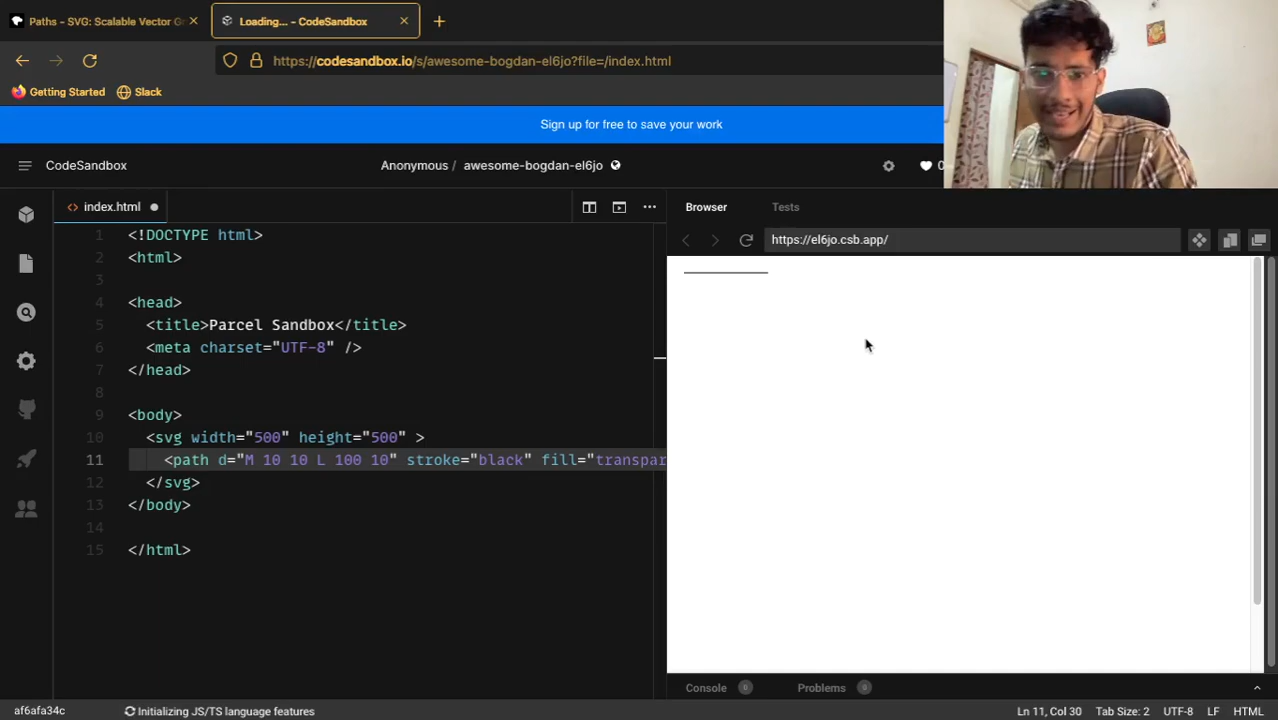 Paths - SVG: Scalable Vector Gr
Loading... - CodeSandbox
https://codesandbox.io/s/awesome-bogdan-el6jo?file=/index.html
Getting Started
Slack
Sign up for free to save your work
CodeSandbox
Anonymous / awesome-bogdan-el6jo
0
index.html
Browser
Tests
https://el6jo.csb.app/
1 <!DOCTYPE html>
2 <html>
3
4 <head>
5 <title>Parcel Sandbox</title>
6 <meta charset="UTF-8" />
7 </head>
8
9 <body>
10 <svg width="500" height="500" >
11 <path d="M 10 10 L 100 10" stroke="black" fill="transpar
12 </svg>
13 </body>
14
15 </html>
Console 0
Problems 0
af6afa34c
Initializing JS/TS language features
Ln 11, Col 30
Tab Size: 2
UTF-8
LF
HTML